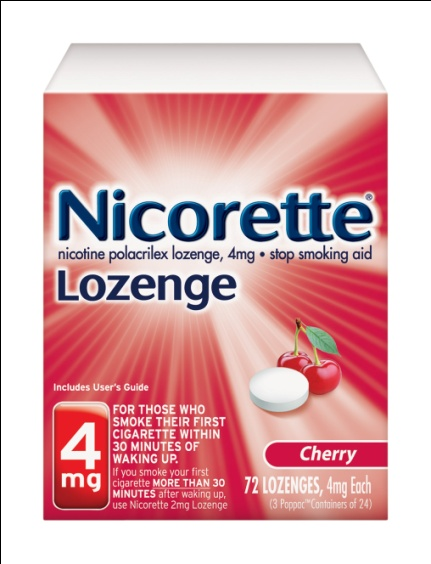 Nicorette®
nicotine polacrilex lozenge, 4mg • stop smoking aid
Lozenge
Includes User's Guide
4
mg
FOR THOSE WHO
SMOKE THEIR FIRST
CIGARETTE WITHIN
30 MINUTES OF
WAKING UP.
If you smoke your first
cigarette MORE THAN 30
MINUTES after waking up,
use Nicorette 2mg Lozenge
Cherry
72 LOZENGES, 4mg Each
(3 Poppac™ Containers of 24)